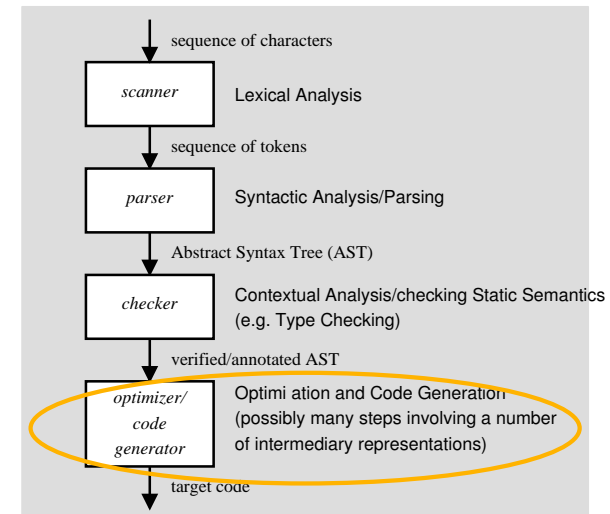 sequence of characters
scanner
Lexical Analysis
sequence of tokens
parser
Syntactic Analysis/Parsing
Abstract Syntax Tree (AST)
checker
Contextual Analysis/checking Static Semantics
(e.g. Type Checking)
verified/annotated AST
optimizer/
code
generator
Optimi ation and Code Generation
(possibly many steps involving a number
of intermediary representations)
target code